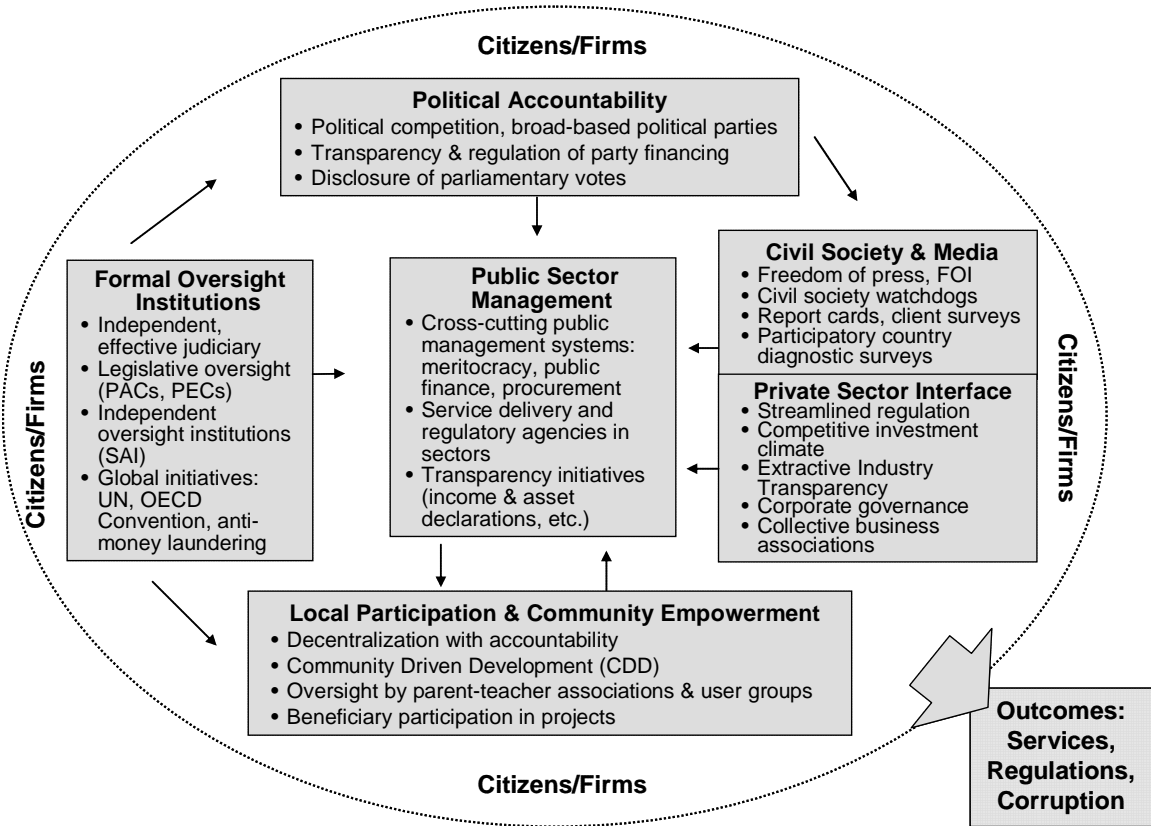 Citizens/Firms
Political Accountability
• Political competition, broad-based political parties
• Transparency & regulation of party financing
• Disclosure of parliamentary votes
Citizens/Firms
Formal Oversight
Institutions
• Independent,
effective judiciary
• Legislative oversight
(PACs, PECs)
• Independent
oversight institutions
(SAI)
• Global initiatives:
UN, OECD
Convention, anti-
money laundering
Public Sector
Management
• Cross-cutting public
management systems:
meritocracy, public
finance, procurement
• Service delivery and
regulatory agencies in
sectors
• Transparency initiatives
(income & asset
declarations, etc.)
Civil Society & Media
• Freedom of press, FOI
• Civil society watchdogs
• Report cards, client surveys
• Participatory country
diagnostic surveys
Private Sector Interface
• Streamlined regulation
• Competitive investment
climate
• Extractive Industry
Transparency
• Corporate governance
• Collective business
associations
Citizens/Firms
Local Participation & Community Empowerment
• Decentralization with accountability
• Community Driven Development (CDD)
• Oversight by parent-teacher associations & user groups
• Beneficiary participation in projects
Citizens/Firms
Outcomes:
Services,
Regulations,
Corruption